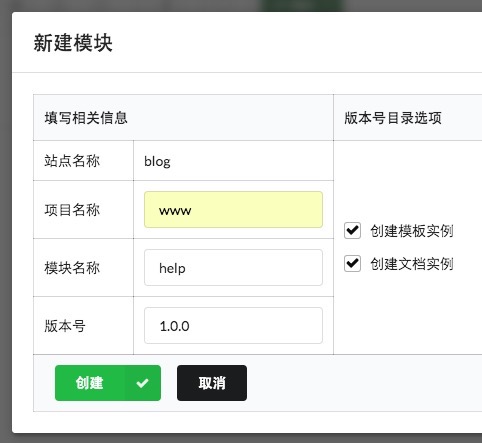 新建模块
填写相关信息 版本号目录选项
站点名称 blog
项目名称 www
创建模板实例
模块名称 help
创建文档实例
版本号 1.0.0
创建 取消